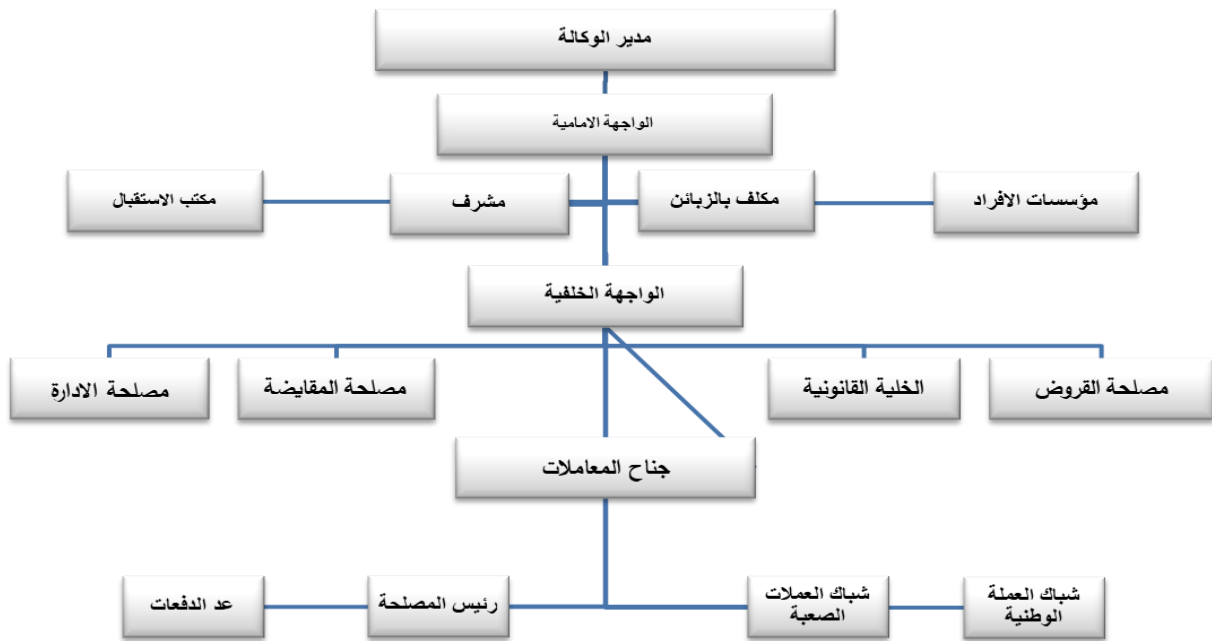 مدير الوكالة
الواجهة الامامية
مؤسسات الافراد
مكلف بالزبائن
مشرف
مكتب الاستقبال
الواجهة الخلفية
مصلحة القروض
الخلية القانونية
مصلحة المقايضة
مصلحة الادارة
جناح المعاملات
شباك العملة
الوطنية
شباك العملات
الصعبة
رئيس المصلحة
عد الدفعات